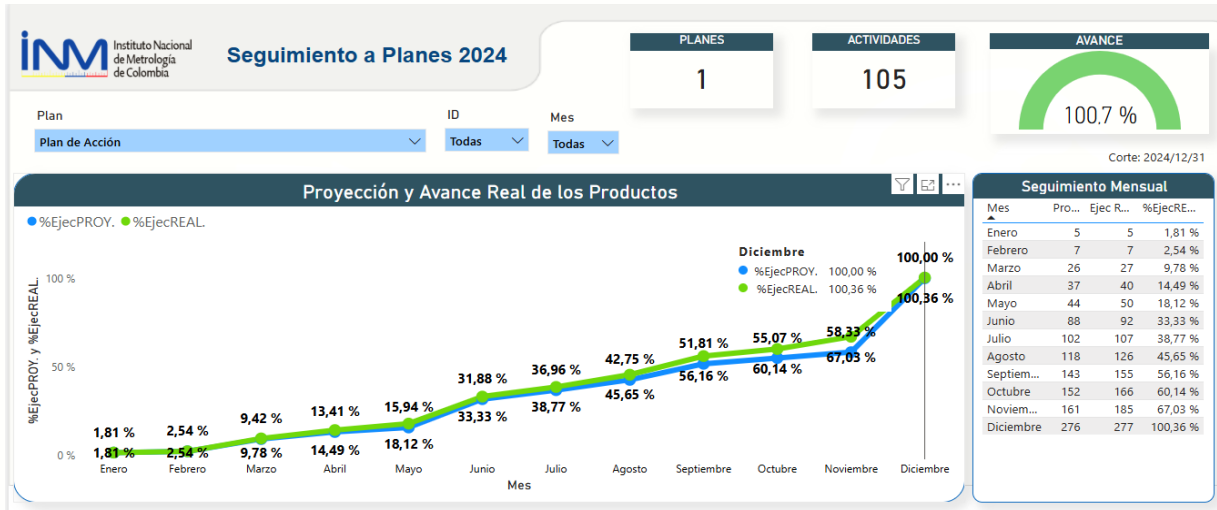 INM
Instituto Nacional
de Metrología
de Colombia
Seguimiento a Planes 2024
PLANES
1
ACTIVIDADES
105
AVANCE
100,7 %
Plan
Plan de Acción
ID
Todas
Mes
Todas
Corte: 2024/12/31
Proyección y Avance Real de los Productos
%EjecPROY. %EjecREAL.
%EjecPROY. y %EjecREAL.
100 %
50 %
0 %
Diciembre
%EjecPROY. 100,00 %
%EjecREAL. 100,36 %
1,81 % 2,54 % 9,42 % 13,41 % 15,94 % 31,88 % 36,96 % 42,75 % 51,81 % 55,07 % 58,33 % 100,00 %
1,81 % 2,54 % 9,78 % 14,49 % 18,12 % 33,33 % 38,77 % 45,65 % 56,16 % 60,14 % 67,03 % 100,36 %
Enero Febrero Marzo Abril Mayo Junio Julio Agosto Septiembre Octubre Noviembre Diciembre
Mes
Seguimiento Mensual
Mes Pro... Ejec R... %EjecRE...
Enero 5 5 1,81 %
Febrero 7 7 2,54 %
Marzo 26 27 9,78 %
Abril 37 40 14,49 %
Mayo 44 50 18,12 %
Junio 88 92 33,33 %
Julio 102 107 38,77 %
Agosto 118 126 45,65 %
Septiem... 143 155 56,16 %
Octubre 152 166 60,14 %
Noviem... 161 185 67,03 %
Diciembre 276 277 100,36 %